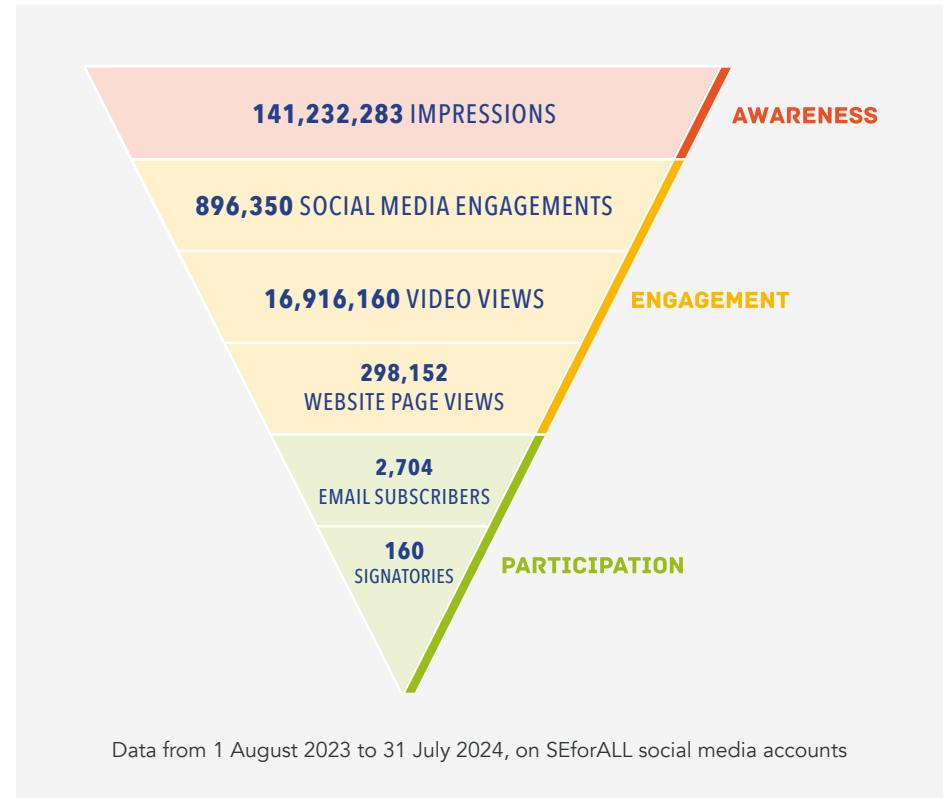 141,232,283 IMPRESSIONS
AWARENESS
896,350 SOCIAL MEDIA ENGAGEMENTS
16,916,160 VIDEO VIEWS
ENGAGEMENT
298,152
WEBSITE PAGE VIEWS
2,704
EMAIL SUBSCRIBERS
160
SIGNATORIES
PARTICIPATION
Data from 1 August 2023 to 31 July 2024, on SEforALL social media accounts